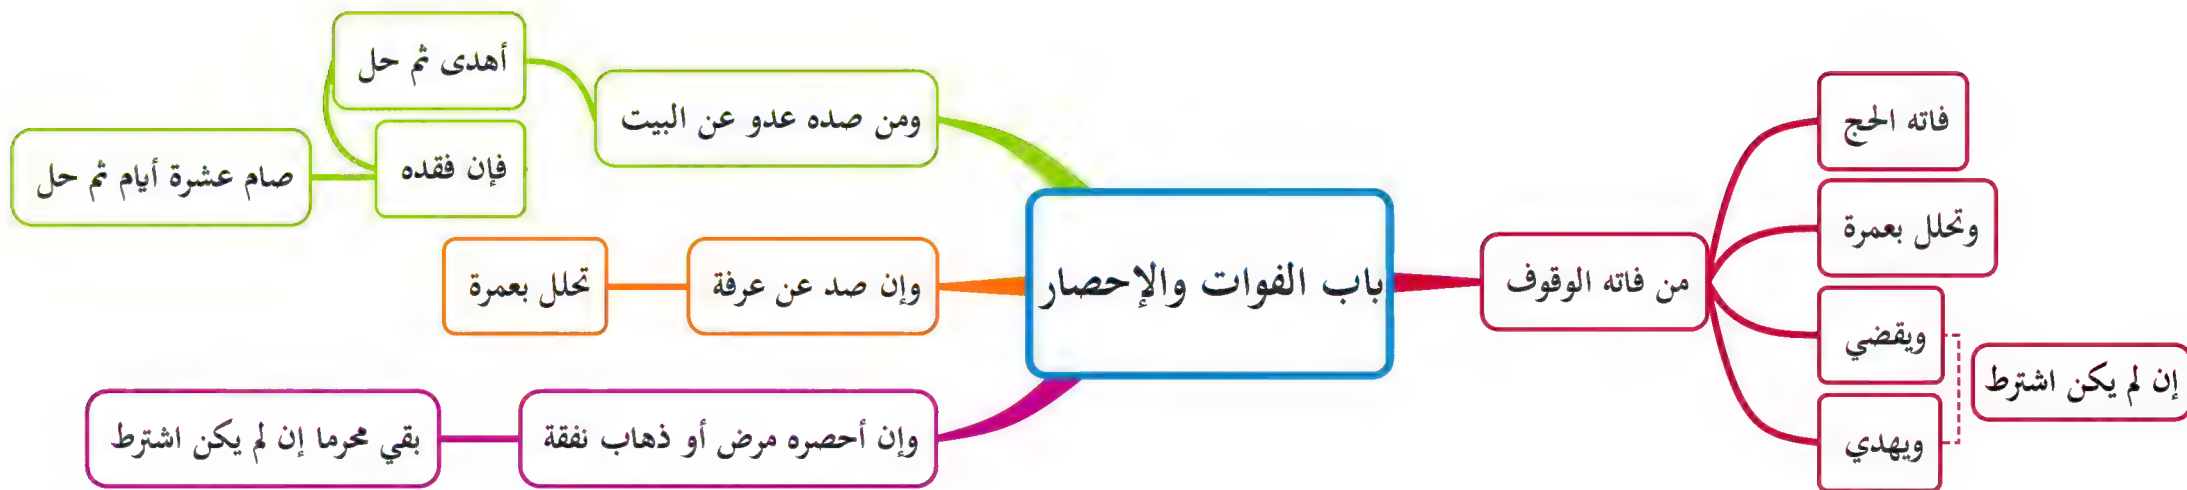 باب الفوات والإحصار
من فاته الوقوف
فاته الحج
وتحلل بعمرة
ويقضي
ويهدي
إن لم يكن اشترط
ومن صده عدو عن البيت
أهدى ثم حل
فإن فقده
صام عشرة أيام ثم حل
وإن صد عن عرفة
تحلل بعمرة
وإن أحصره مرض أو ذهاب نفقة
بقي محرما إن لم يكن اشترط